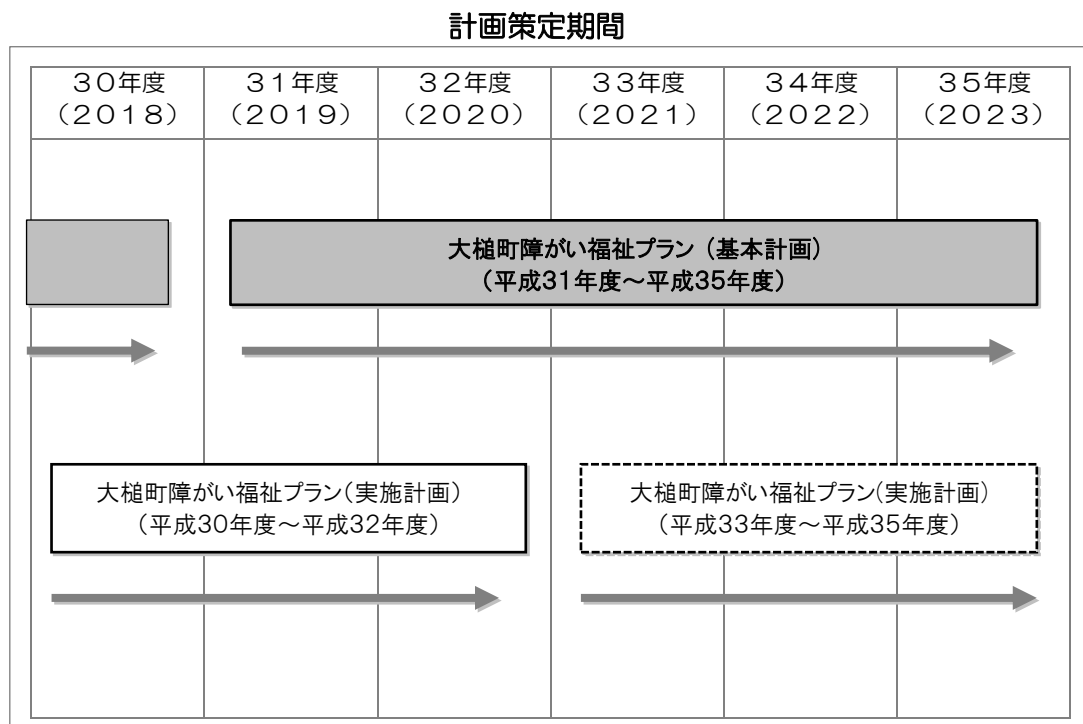 計画策定期間
30年度 31年度 32年度 33年度 34年度 35年度
（2018） （2019） （2020） （2021） （2022） （2023）
大槌町障がい福祉プラン（基本計画）
（平成31年度～平成35年度）
大槌町障がい福祉プラン（実施計画）
（平成30年度～平成32年度）
大槌町障がい福祉プラン（実施計画）
（平成33年度～平成35年度）